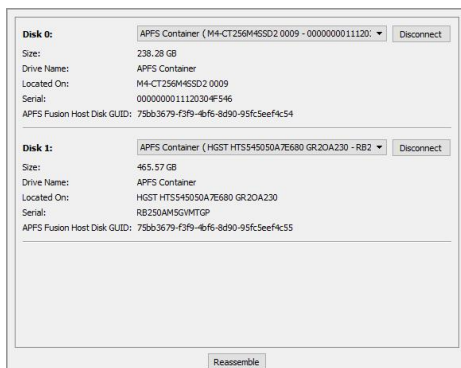 Disk 0: APFS Container ( M4-CT256M4SSD2 0009 - 00000000111203 Disconnect
Size: 238.28 GB
Drive Name: APFS Container
Located On: M4-CT256M4SSD2 0009
Serial: 0000000011120304F546
APFS Fusion Host Disk GUID: 75bb3679-f3f9-4bf6-8d90-95fc5eef4c54
Disk 1: APFS Container ( HGST HTS545050A7E680 GR2OA230 - RB2 Disconnect
Size: 465.57 GB
Drive Name: APFS Container
Located On: HGST HTS545050A7E680 GR2OA230
Serial: RB250AM5GVMTGP
APFS Fusion Host Disk GUID: 75bb3679-f3f9-4bf6-8d90-95fc5eef4c55
Reassemble